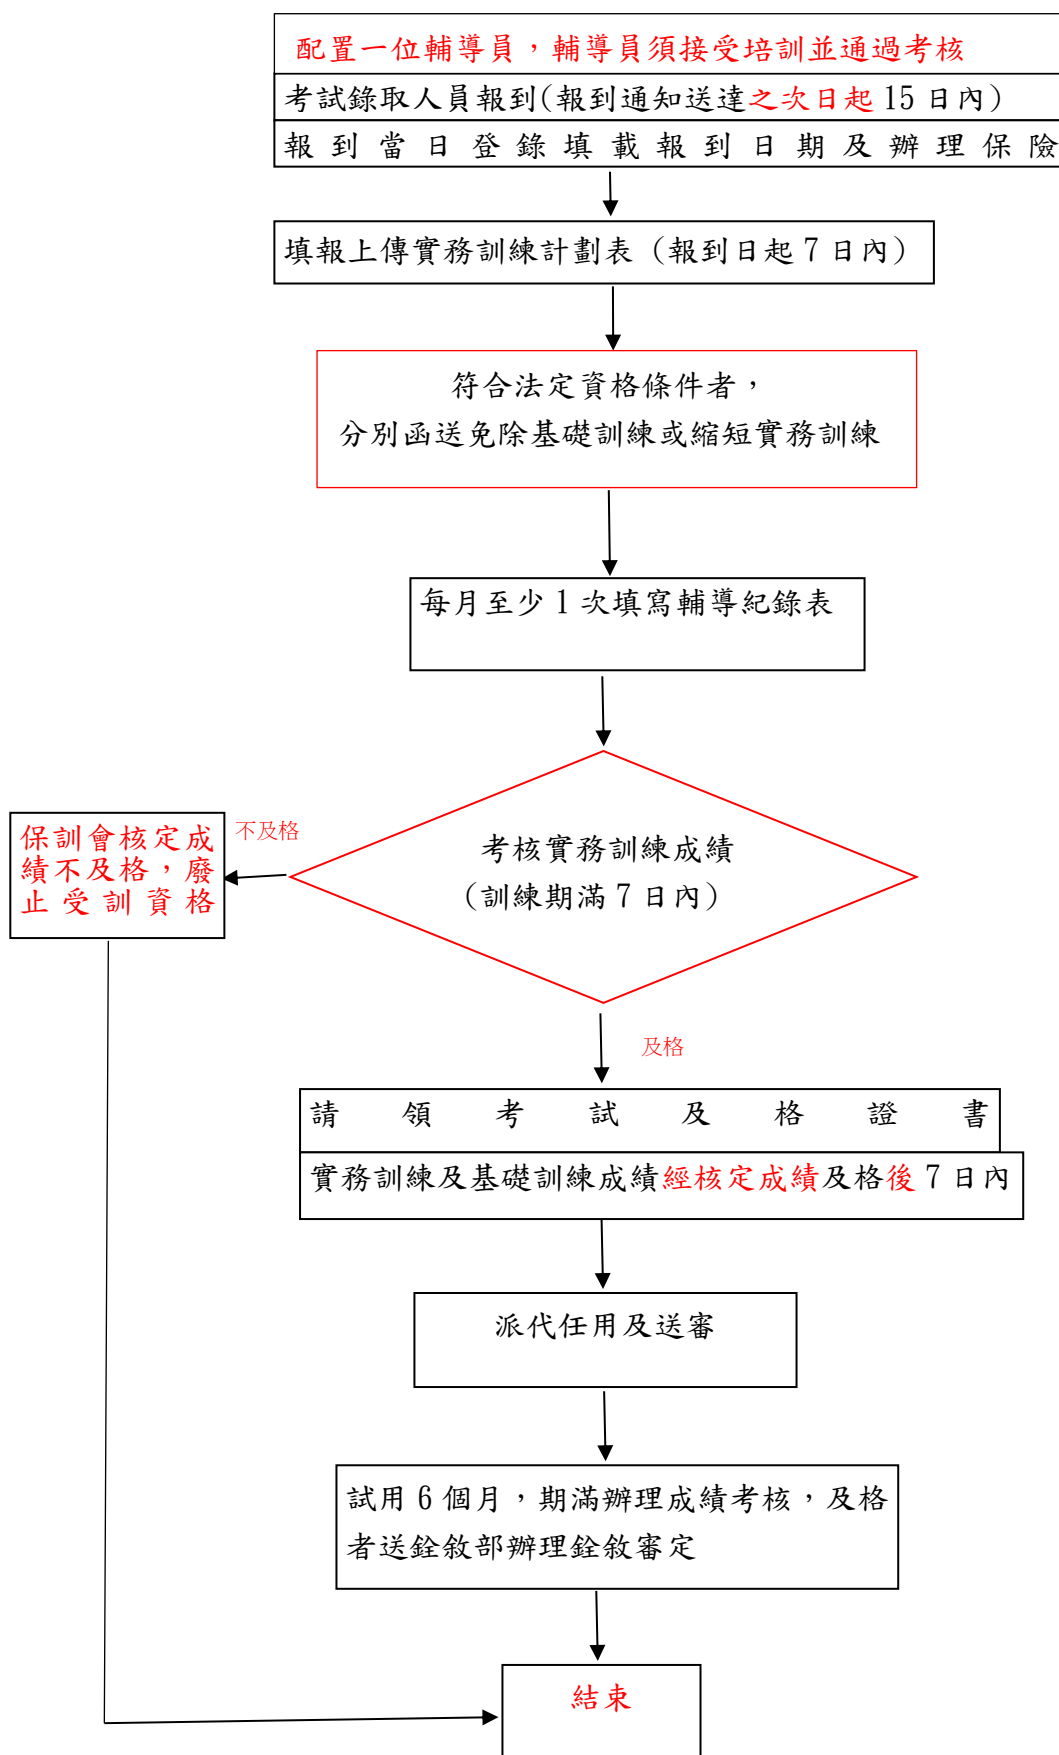 配置一位輔導員，輔導員須接受培訓並通過考核
考試錄取人員報到(報到通知送達之次日起 15 日內)
報到當日登錄填載報到日期及辦理保險
填報上傳實務訓練計劃表 (報到日起 7 日內)
符合法定資格條件者，
分別函送免除基礎訓練或縮短實務訓練
每月至少 1 次填寫輔導紀錄表
考核實務訓練成績
(訓練期滿 7 日內)
不及格
保訓會核定成
績不及格，廢
止受訓資格
及格
請領考試及格證書
實務訓練及基礎訓練成績經核定成績及格後 7 日內
派代任用及送審
試用 6 個月，期滿辦理成績考核，及格
者送銓敘部辦理銓敘審定
結束